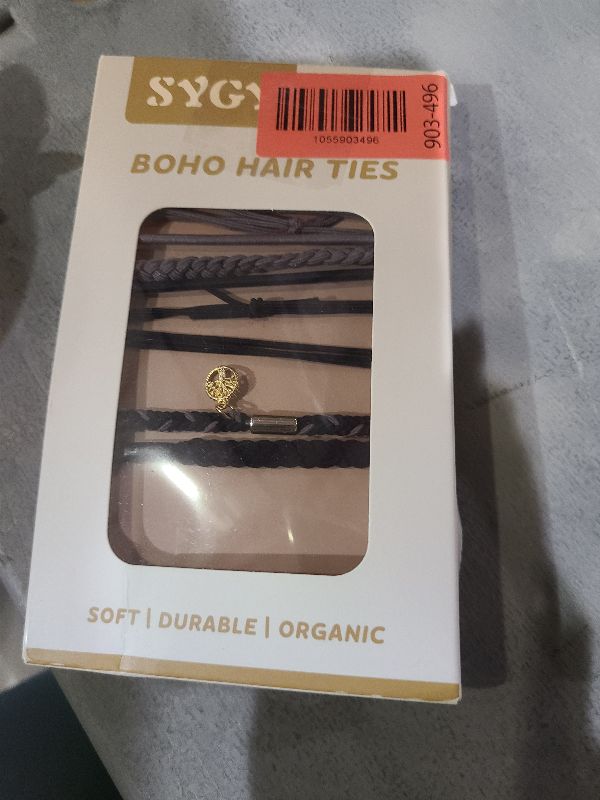 SYGY
1055903496
903-496
BOHO HAIR TIES
SOFT | DURABLE | ORGANIC